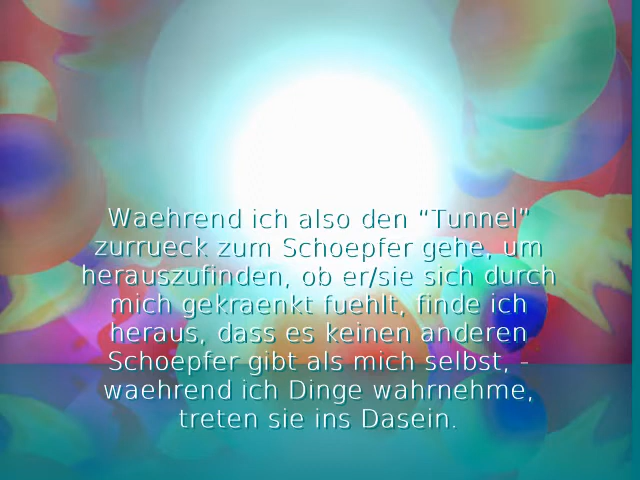 Waehrend ich also den “Tunnel”
zurrueck zum Schoepfer gehe, um
herauszufinden, ob er/sie sich durch
mich gekraenkt fuehlt, finde ich
heraus, dass es keinen anderen
Schoepfer gibt als mich selbst, -
waehrend ich Dinge wahrnehme,
treten sie ins Dasein.